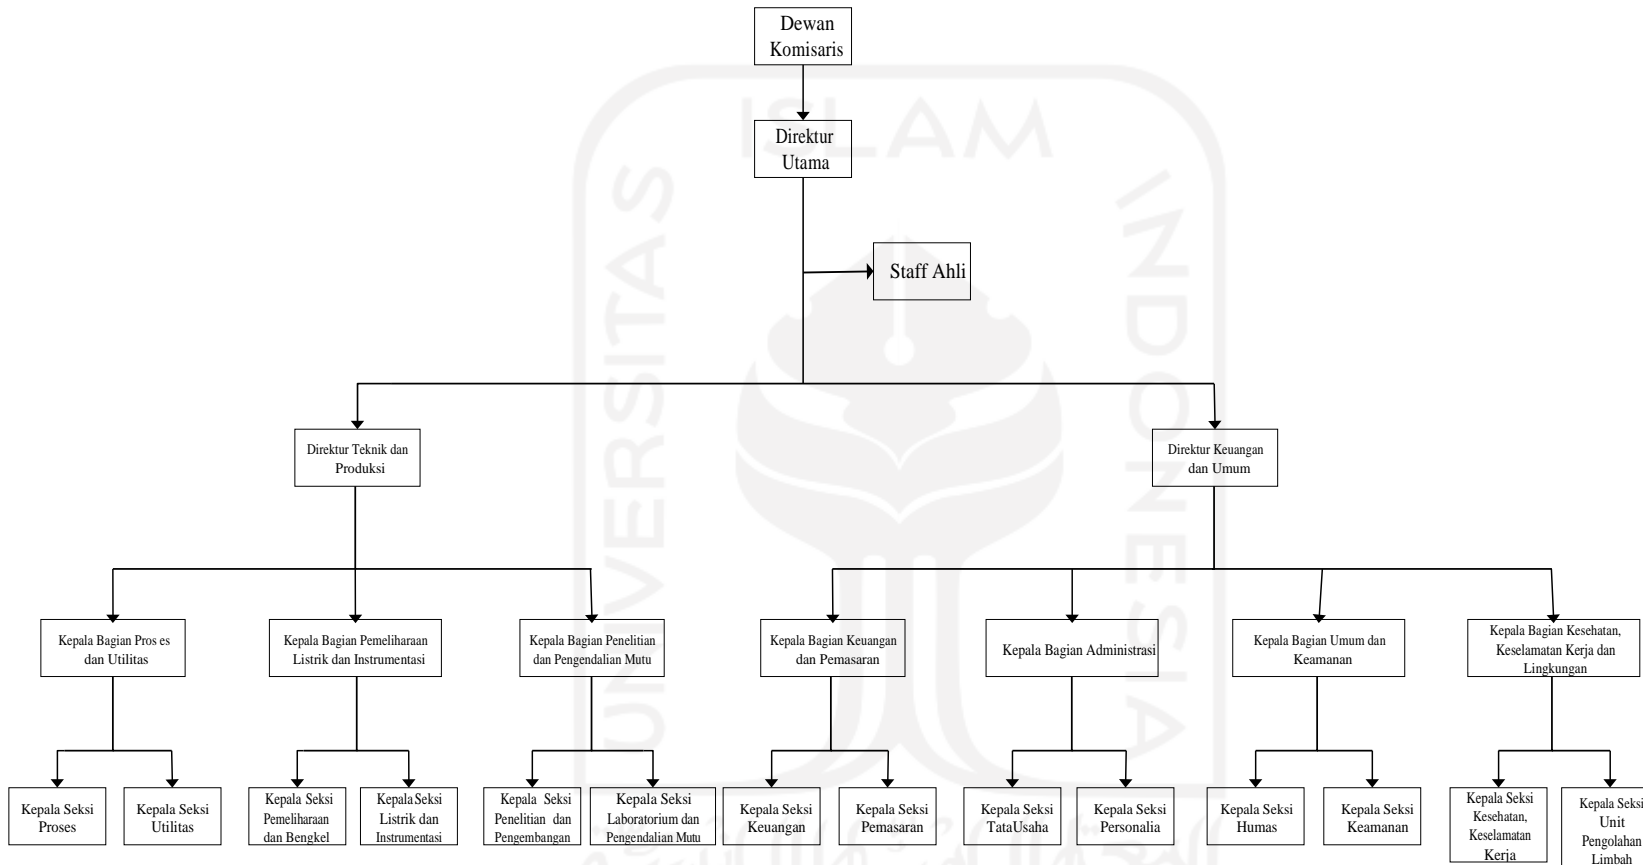 Dewan
Komisaris
Direktur
Utama
Staff Ahli
Direktur Teknik dan
Produksi
Direktur Keuangan
dan Umum
Kepala Bagian Pros es
dan Utilitas
Kepala Bagian Pemeliharaan
Listrik dan Instrumentasi
Kepala Bagian Penelitian
dan Pengendalian Mutu
Kepala Bagian Keuangan
dan Pemasaran
Kepala Bagian Administrasi
Kepala Bagian Umum dan
Keamanan
Kepala Bagian Kesehatan,
Keselamatan Kerja dan
Lingkungan
Kepala Seksi
Proses
Kepala Seksi
Utilitas
Kepala Seksi
Pemeliharaan
dan Bengkel
Kepala Seksi
Listrik dan
Instrumentasi
Kepala Seksi
Penelitian dan
Pengembangan
Kepala Seksi
Laboratorium dan
Pengendalian Mutu
Kepala Seksi
Keuangan
Kepala Seksi
Pemasaran
Kepala Seksi
TataUsaha
Kepala Seksi
Personalia
Kepala Seksi
Humas
Kepala Seksi
Keamanan
Kepala Seksi
Kesehatan,
Keselamatan
Kerja
Kepala Seksi
Unit
Pengolahan
Limbah
UNIVERSITAS
ISLAM
INDONESIA